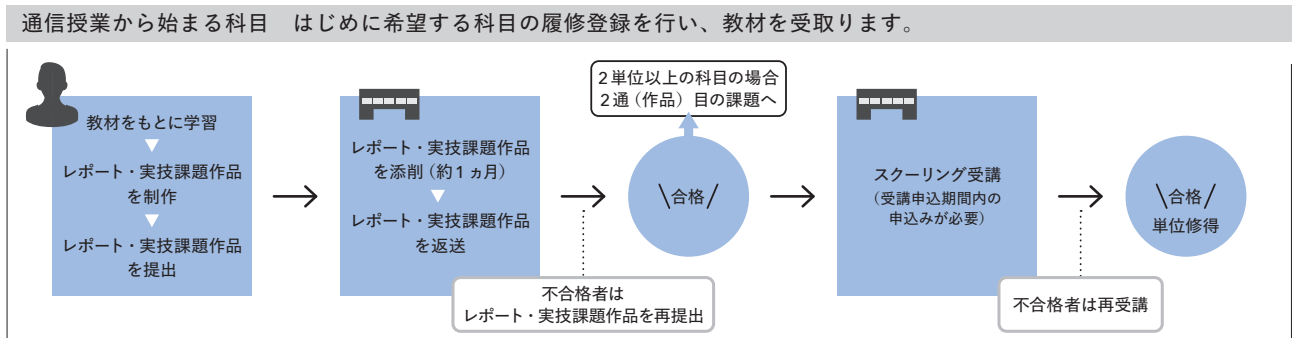 通信授業から始まる科目　はじめに希望する科目の履修登録を行い、教材を受取ります。
教材をもとに学習
レポート・実技課題作品
を制作
レポート・実技課題作品
を提出
レポート・実技課題作品
を添削（約1ヵ月）
レポート・実技課題作品
を返送
不合格者は
レポート・実技課題作品を再提出
2単位以上の科目の場合
2通（作品）目の課題へ
\合格/
スクーリング受講
（受講申込期間内の
申込みが必要）
不合格者は再受講
\合格/
単位修得